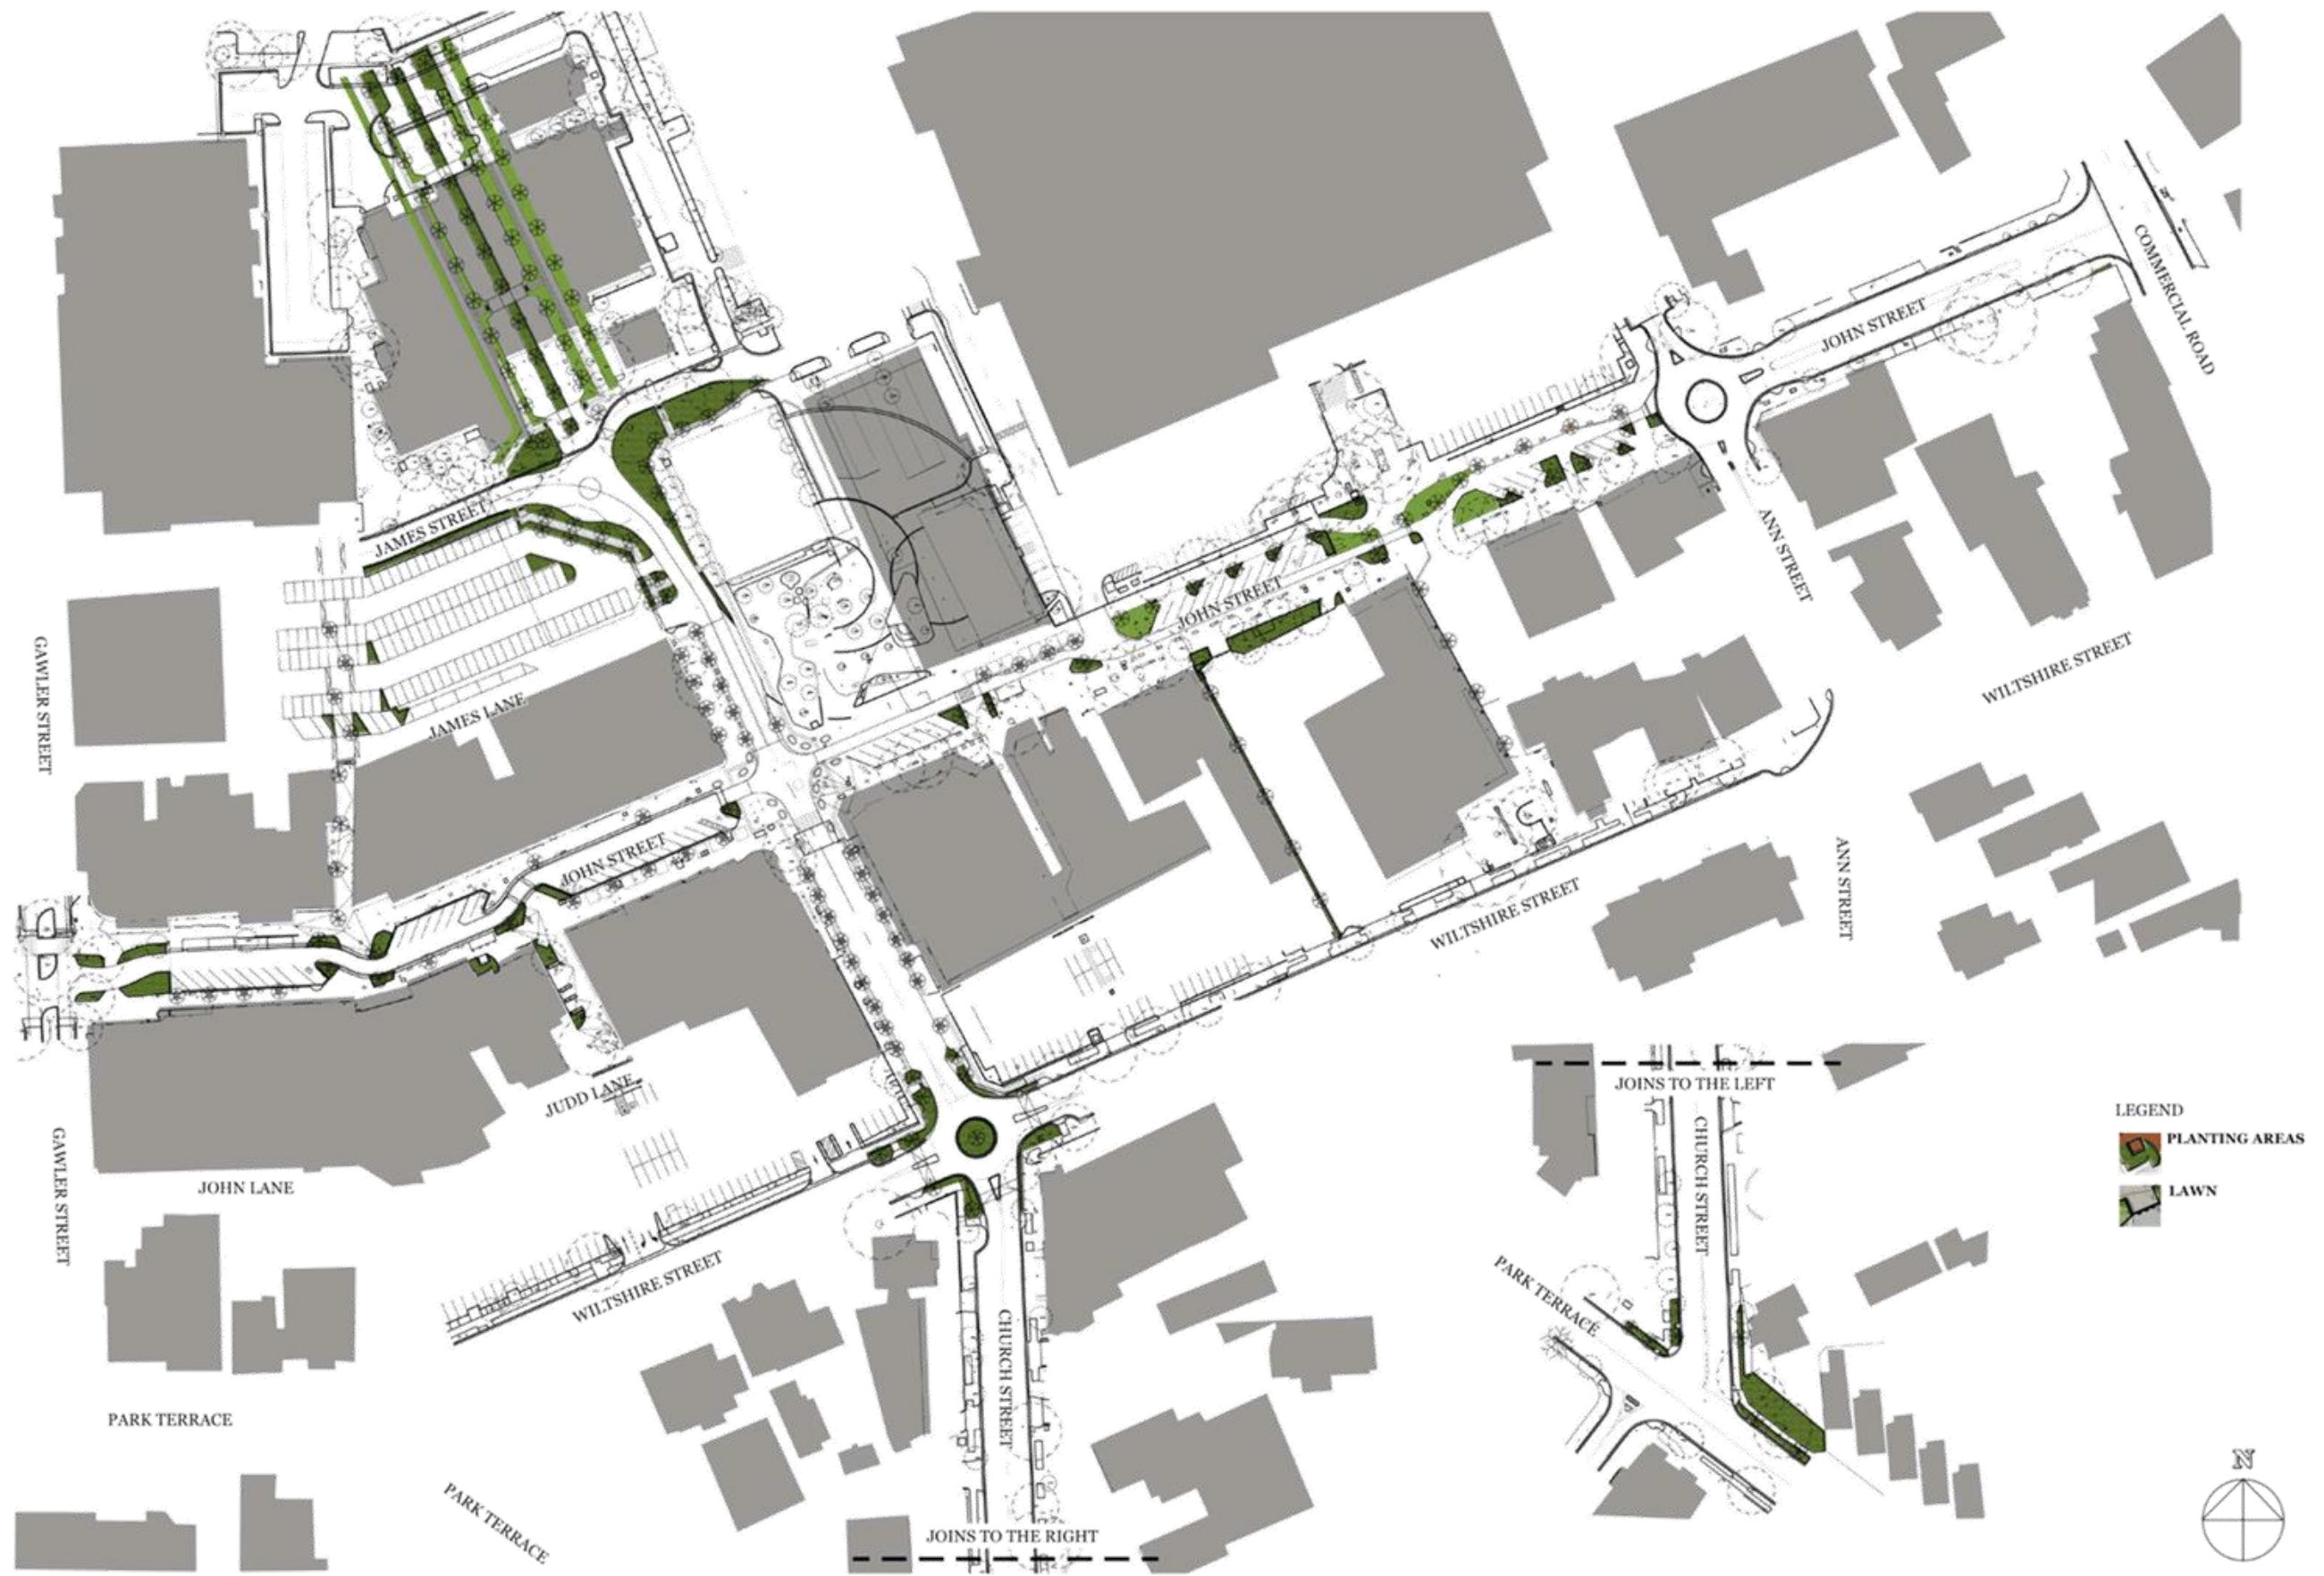 COMMERCIAL ROAD
JOHN STREET
JAMES STREET
ANN STREET
JOHN STREET
GAWLER STREET
JAMES LANE
WILTSHIRE STREET
JOHN STREET
ANN STREET
WILTSHIRE STREET
JUDD LANE
GAWLER STREET
JOHN LANE
WILTSHIRE STREET
CHURCH STREET
PARK TERRACE
PARK TERRACE
JOINS TO THE RIGHT
JOINS TO THE LEFT
CHURCH STREET
PARK TERRACE
LEGEND
PLANTING AREAS
LAWN
N